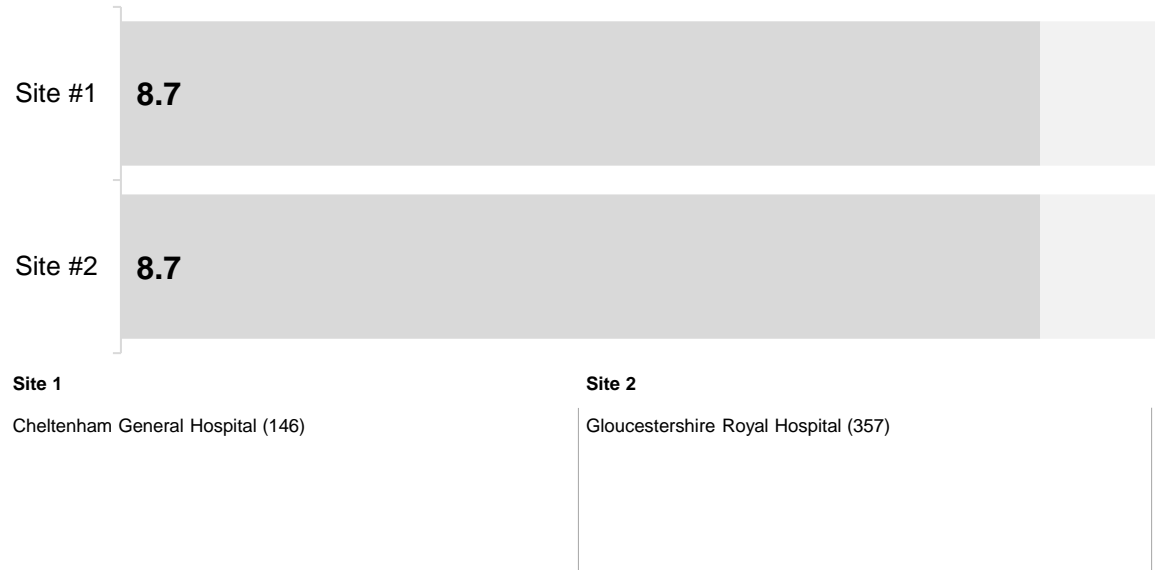 Site #1 8.7
Site #2 8.7
Site 1
Site 2
Cheltenham General Hospital (146)
Gloucestershire Royal Hospital (357)